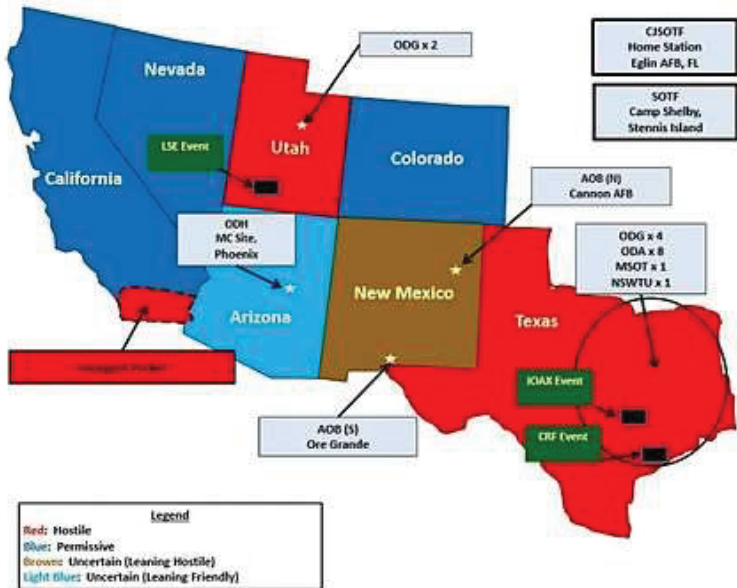 ODG x 2
CJSOTF
Home Station
Eglin AFB, FL
SOTF
Camp Shelby,
Stennis Island
Nevada
LSE Event
Utah
Colorado
California
AOB (N)
Cannon AFB
ODH
MC Site,
Phoenix
ODG x 4
ODA x 8
MSOT x 1
NSWTU x 1
New Mexico
Arizona
Texas
JOAX Event
CRF Event
AOB (S)
Ore Grande
Legend
Red: Hostile
Blue: Permissive
Brown: Uncertain (Leaning Hostile)
Light Blue: Uncertain (Leaning Friendly)